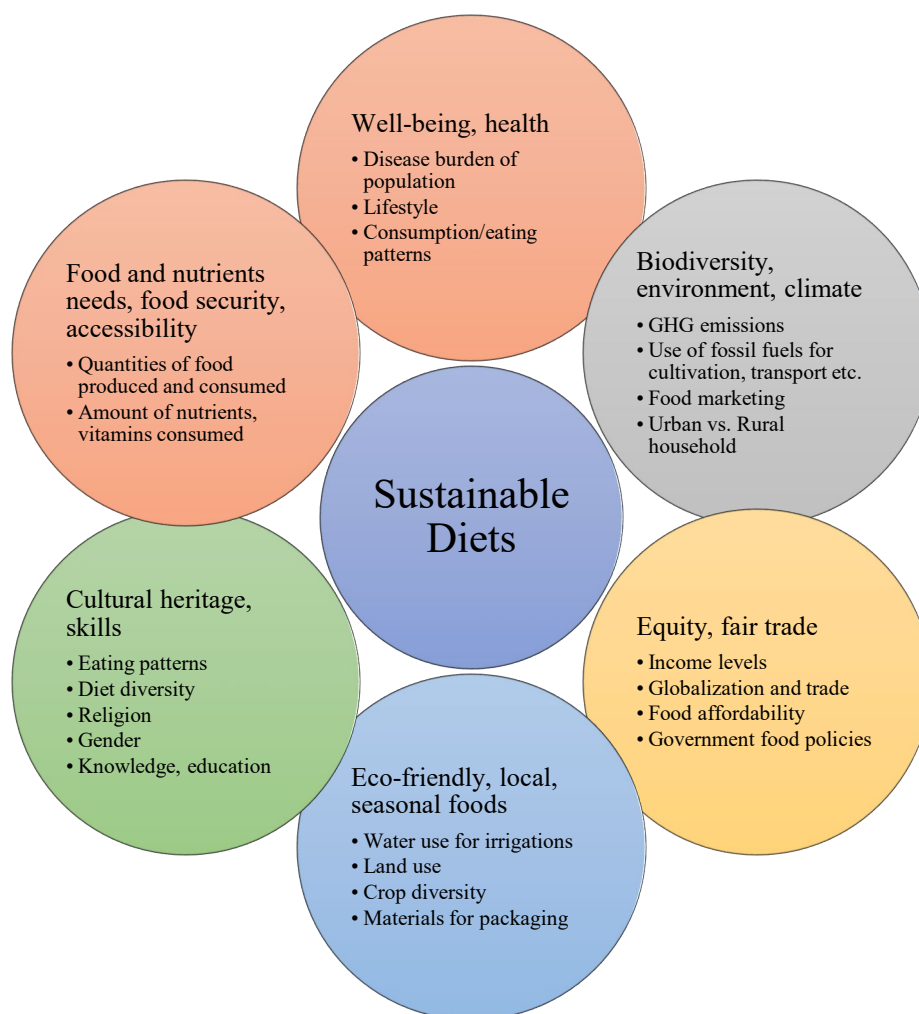 Well-being, health
• Disease burden of
population
• Lifestyle
• Consumption/eating
patterns
Biodiversity,
environment, climate
• GHG emissions
• Use of fossil fuels for
cultivation, transport etc.
• Food marketing
• Urban vs. Rural
household
Equity, fair trade
• Income levels
• Globalization and trade
• Food affordability
• Government food policies
Eco-friendly, local,
seasonal foods
• Water use for irrigations
• Land use
• Crop diversity
• Materials for packaging
Cultural heritage,
skills
• Eating patterns
• Diet diversity
• Religion
• Gender
• Knowledge, education
Food and nutrients
needs, food security,
accessibility
• Quantities of food
produced and consumed
• Amount of nutrients,
vitamins consumed
Sustainable
Diets